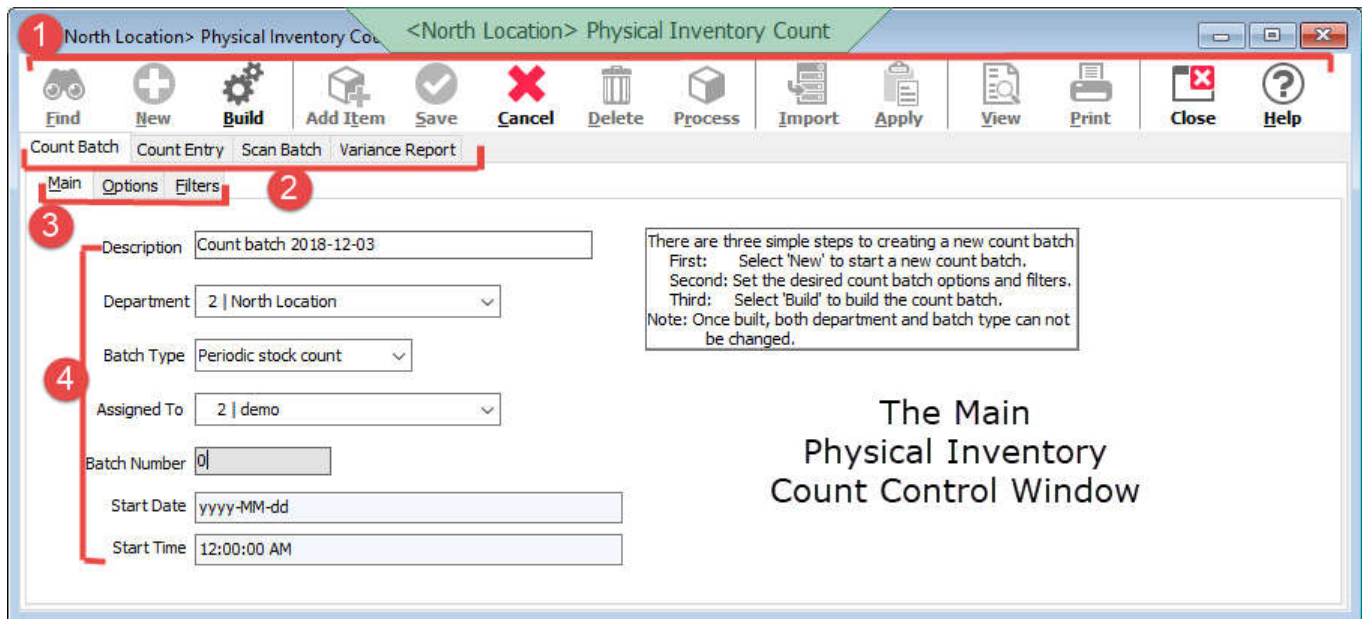 1
North Location> Physical Inventory Cou
<North Location> Physical Inventory Count
Find New Build Add Item Save Cancel Delete Process Import Apply View Print Close Help
Count Batch Count Entry Scan Batch Variance Report
2
Main Options Filters
3
Description Count batch 2018-12-03
Department 2 | North Location
Batch Type Periodic stock count
4
Assigned To 2 | demo
Batch Number 0
Start Date yyyy-MM-dd
Start Time 12:00:00 AM
There are three simple steps to creating a new count batch
First: Select 'New' to start a new count batch.
Second: Set the desired count batch options and filters.
Third: Select 'Build' to build the count batch.
Note: Once built, both department and batch type can not
be changed.
The Main
Physical Inventory
Count Control Window